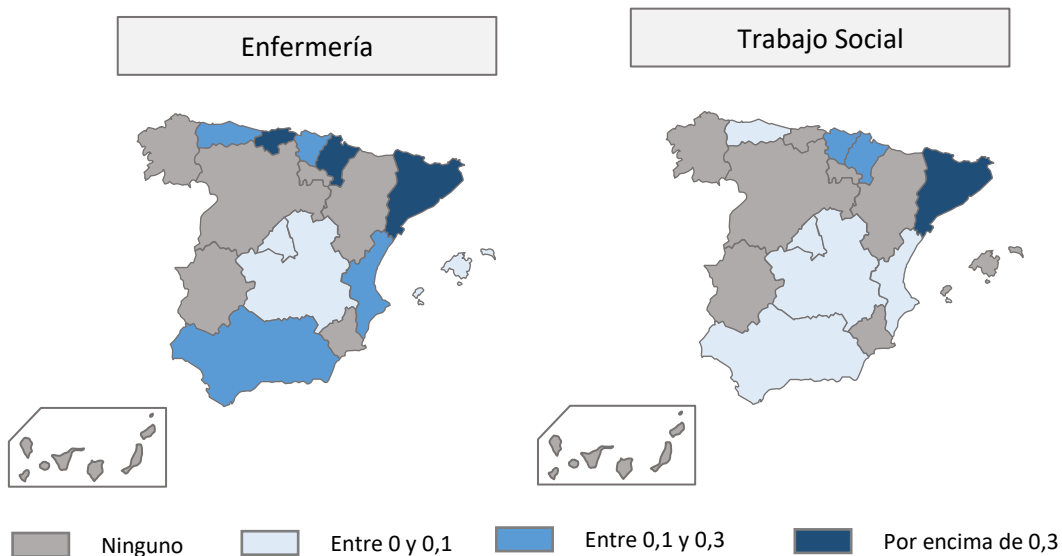 Enfermería
Trabajo Social
Ninguno
Entre 0 y 0,1
Entre 0,1 y 0,3
Por encima de 0,3